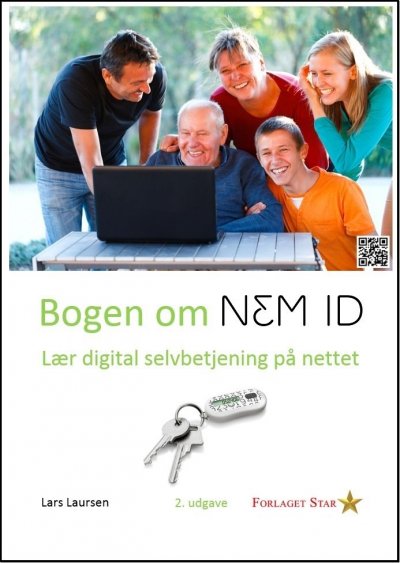 Bogen om NEM ID
Lær digital selvbetjening på nettet
Lars Laursen 2. udgave FORLAGET STAR